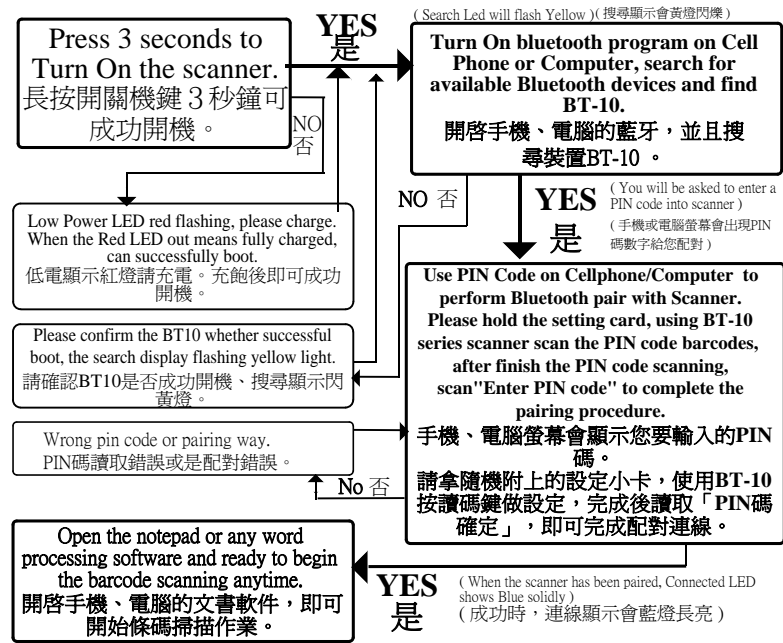 Press 3 seconds to
Turn On the scanner.
長按開關機鍵3秒鐘可
成功開機。
YES
是
NO
否
( Search Led will flash Yellow )( 搜尋顯示會黃燈閃爍 )
Turn On bluetooth program on Cell
Phone or Computer, search for
available Bluetooth devices and find
BT-10.
開啓手機、電腦的藍牙，並且搜
尋裝置BT-10 。
NO 否
YES
是
( You will be asked to enter a
PIN code into scanner )
( 手機或電腦螢幕會出現PIN
碼數字給您配對 )
Low Power LED red flashing, please charge.
When the Red LED out means fully charged,
can successfully boot.
低電顯示紅燈請充電。充飽後即可成功
開機。
Please confirm the BT10 whether successful
boot, the search display flashing yellow light.
請確認BT10是否成功開機、搜尋顯示閃
黃燈。
Wrong pin code or pairing way.
PIN碼讀取錯誤或是配對錯誤。
Use PIN Code on Cellphone/Computer to
perform Bluetooth pair with Scanner.
Please hold the setting card, using BT-10
series scanner scan the PIN code barcodes,
after finish the PIN code scanning,
scan"Enter PIN code" to complete the
pairing procedure.
手機、電腦螢幕會顯示您要輸入的PIN
碼。
請拿隨機附上的設定小卡，使用BT-10
按讀碼鍵做設定，完成後讀取「PIN碼
確定」，即可完成配對連線。
No 否
Open the notepad or any word
processing software and ready to begin
the barcode scanning anytime.
開啓手機、電腦的文書軟件，即可
開始條碼掃描作業。
YES
是
( When the scanner has been paired, Connected LED
shows Blue solidly )
( 成功時，連線顯示會藍燈長亮 )